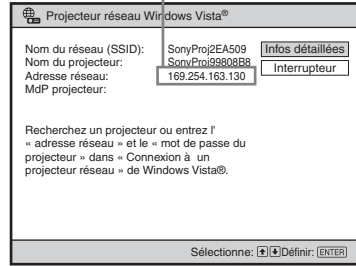 Projecteur réseau Windows Vista®
Nom du réseau (SSID): SonyProj2EA509 Infos détaillées
Nom du projecteur: SonyProj99808B8 Interrupteur
Adresse réseau: 169.254.163.130
MdP projecteur:
Recherchez un projecteur ou entrez l'
« adresse réseau » et le « mot de passe du
projecteur » dans « Connexion à un
projecteur réseau » de Windows Vista®.
Sélectionne: Définir: ENTER